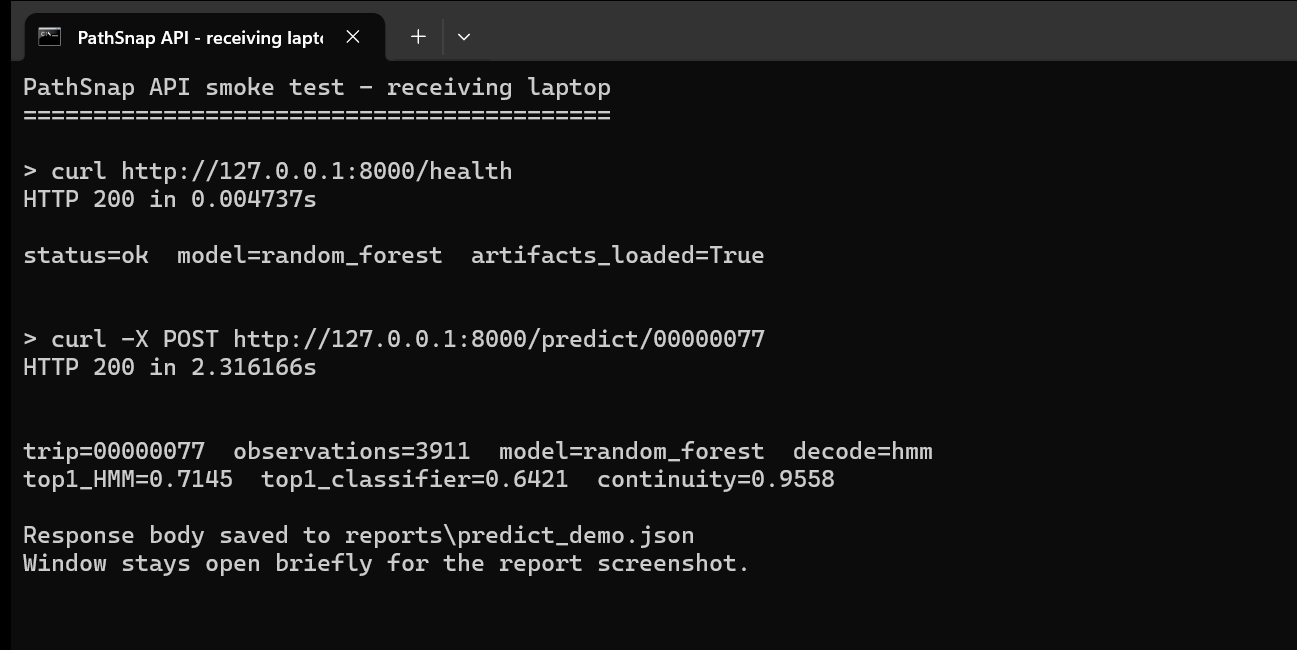 PathSnap API - receiving lapt
PathSnap API smoke test - receiving laptop
==========================================
> curl http://127.0.0.1:8000/health
HTTP 200 in 0.004737s
status=ok  model=random_forest  artifacts_loaded=True
> curl -X POST http://127.0.0.1:8000/predict/00000077
HTTP 200 in 2.316166s
trip=00000077  observations=3911  model=random_forest  decode=hmm
top1_HMM=0.7145  top1_classifier=0.6421  continuity=0.9558
Response body saved to reports\predict_demo.json
Window stays open briefly for the report screenshot.